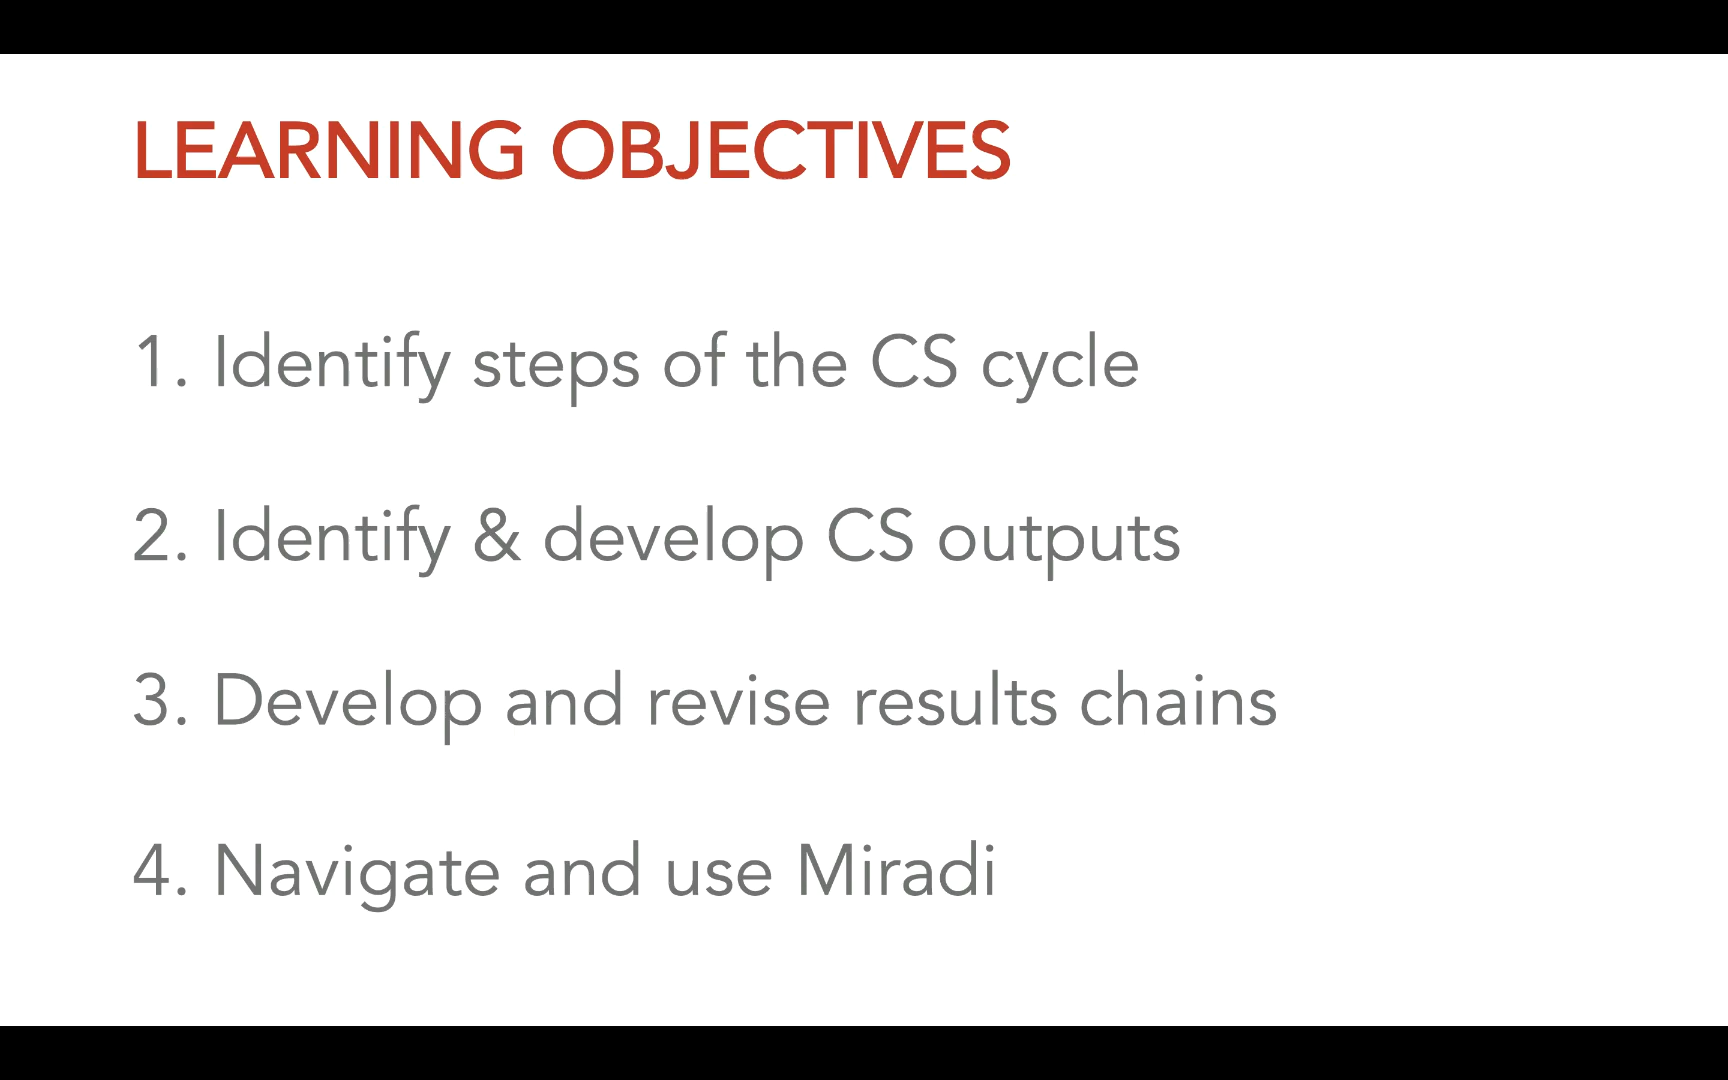 LEARNING OBJECTIVES
1. Identify steps of the CS cycle
2. Identify & develop CS outputs
3. Develop and revise results chains
4. Navigate and use Miradi